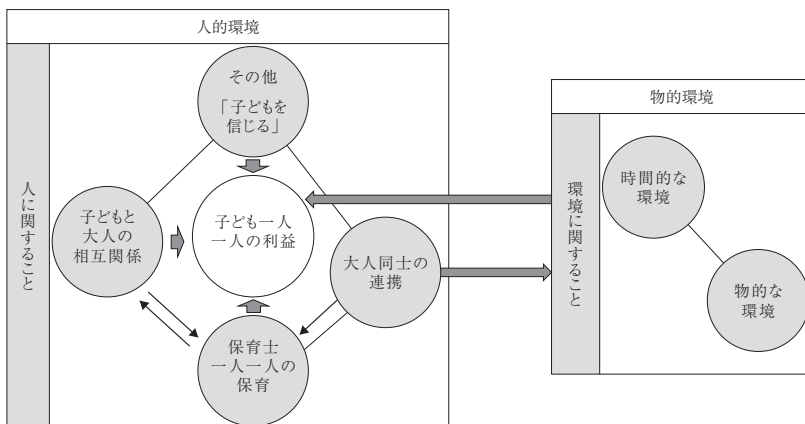 人的環境
人に関すること
その他
「子どもを
信じる」
子どもと
大人の
相互関係
子ども一人
一人の利益
大人同士の
連携
保育士
一人一人の
保育
物的環境
環境に関すること
時間的な
環境
物的な
環境